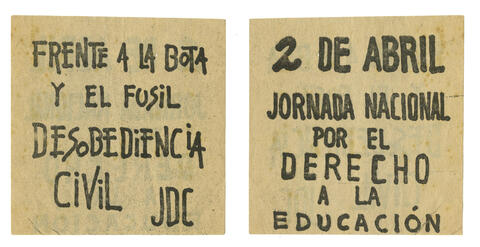 FRENTE A LA BOTA
Y EL FUSIL
DESOBEDIENCIA
CIVIL JDC
2 DE ABRIL
JORNADA NACIONAL
POR EL
DERECHO
A LA
EDUCACIÓN